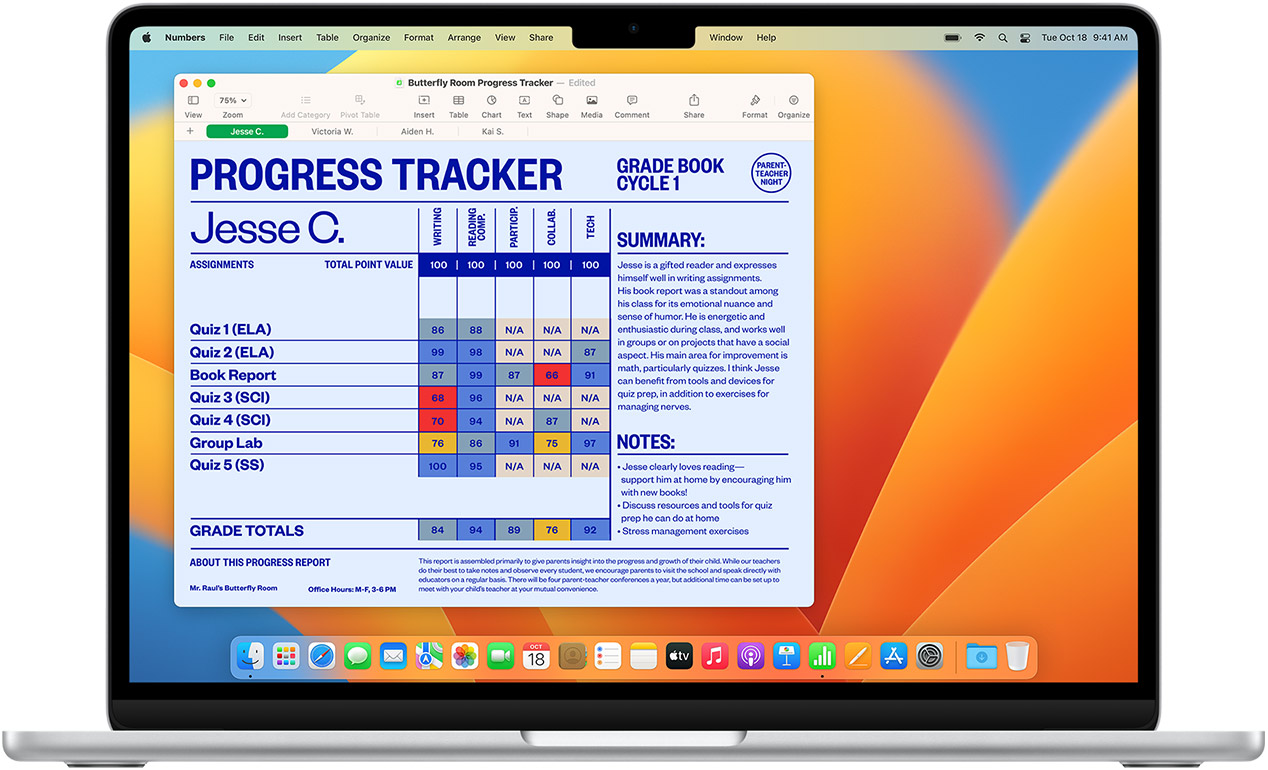 Numbers File Edit Insert Table Organize Format Arrange View Share Window Help Tue Oct 18 9:41 AM
Butterfly Room Progress Tracker — Edited
75%
View Zoom Add Category Pivot Table Insert Table Chart Text Shape Media Comment Share Format Organize
+ Jesse C. Victoria W. Aiden H. Kai S.
PROGRESS TRACKER
GRADE BOOK
CYCLE 1
PARENT-
TEACHER
NIGHT
Jesse C.
WRITING
READING
COMP.
PARTICIP.
COLLAB.
TECH
ASSIGNMENTS TOTAL POINT VALUE 100 | 100 | 100 | 100 | 100
Quiz 1 (ELA) 86 88 N/A N/A N/A
Quiz 2 (ELA) 99 98 N/A N/A 87
Book Report 87 99 87 66 91
Quiz 3 (SCI) 68 96 N/A N/A N/A
Quiz 4 (SCI) 70 94 N/A 87 N/A
Group Lab 76 86 91 75 97
Quiz 5 (SS) 100 95 N/A N/A N/A
GRADE TOTALS 84 94 89 76 92
SUMMARY:
Jesse is a gifted reader and expresses
himself well in writing assignments.
His book report was a standout among
his class for its emotional nuance and
sense of humor. He is energetic and
enthusiastic during class, and works well
in groups or on projects that have a social
aspect. His main area for improvement is
math, particularly quizzes. I think Jesse
can benefit from tools and devices for
quiz prep, in addition to exercises for
managing nerves.
NOTES:
• Jesse clearly loves reading—
support him at home by encouraging him
with new books!
• Discuss resources and tools for quiz
prep he can do at home
• Stress management exercises
ABOUT THIS PROGRESS REPORT
Mr. Raul's Butterfly Room Office Hours: M-F, 3-6 PM
This report is assembled primarily to give parents insight into the progress and growth of their child. While our teachers
do their best to take notes and observe every student, we encourage parents to visit the school and speak directly with
educators on a regular basis. There will be four parent-teacher conferences a year, but additional time can be set up to
meet with your child's teacher at your mutual convenience.
OCT
18
tv